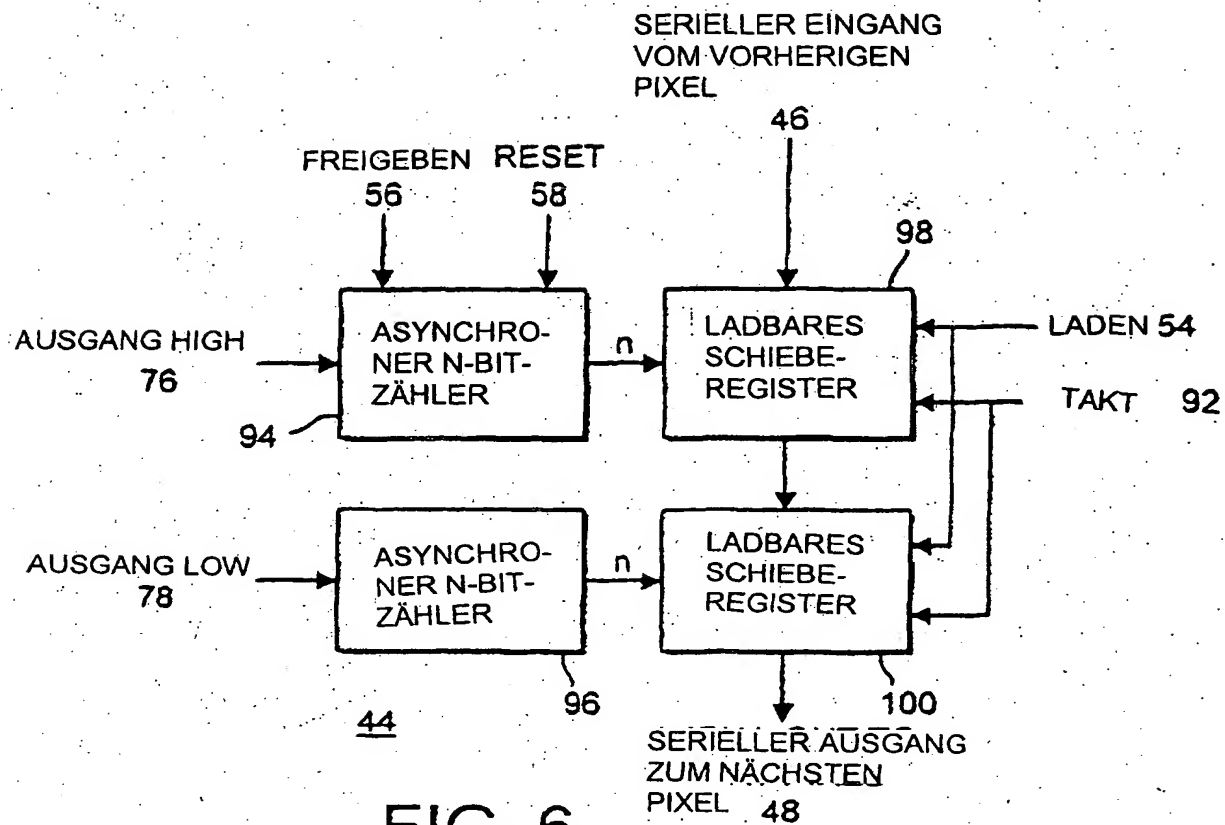 SERIELLER EINGANG
VOM VORHERIGEN
PIXEL
46
FREIGEBEN RESET
56 58
98
AUSGANG HIGH
76
ASYNCHRO-
NER N-BIT-
ZÄHLER
n
LADBARES
SCHIEBE-
REGISTER
LADEN 54
TAKT 92
94
AUSGANG LOW
78
ASYNCHRO-
NER N-BIT-
ZÄHLER
n
LADBARES
SCHIEBE-
REGISTER
96
100
44
SERIELLER AUSGANG
ZUM NÄCHSTEN
PIXEL 48
FIG. 6